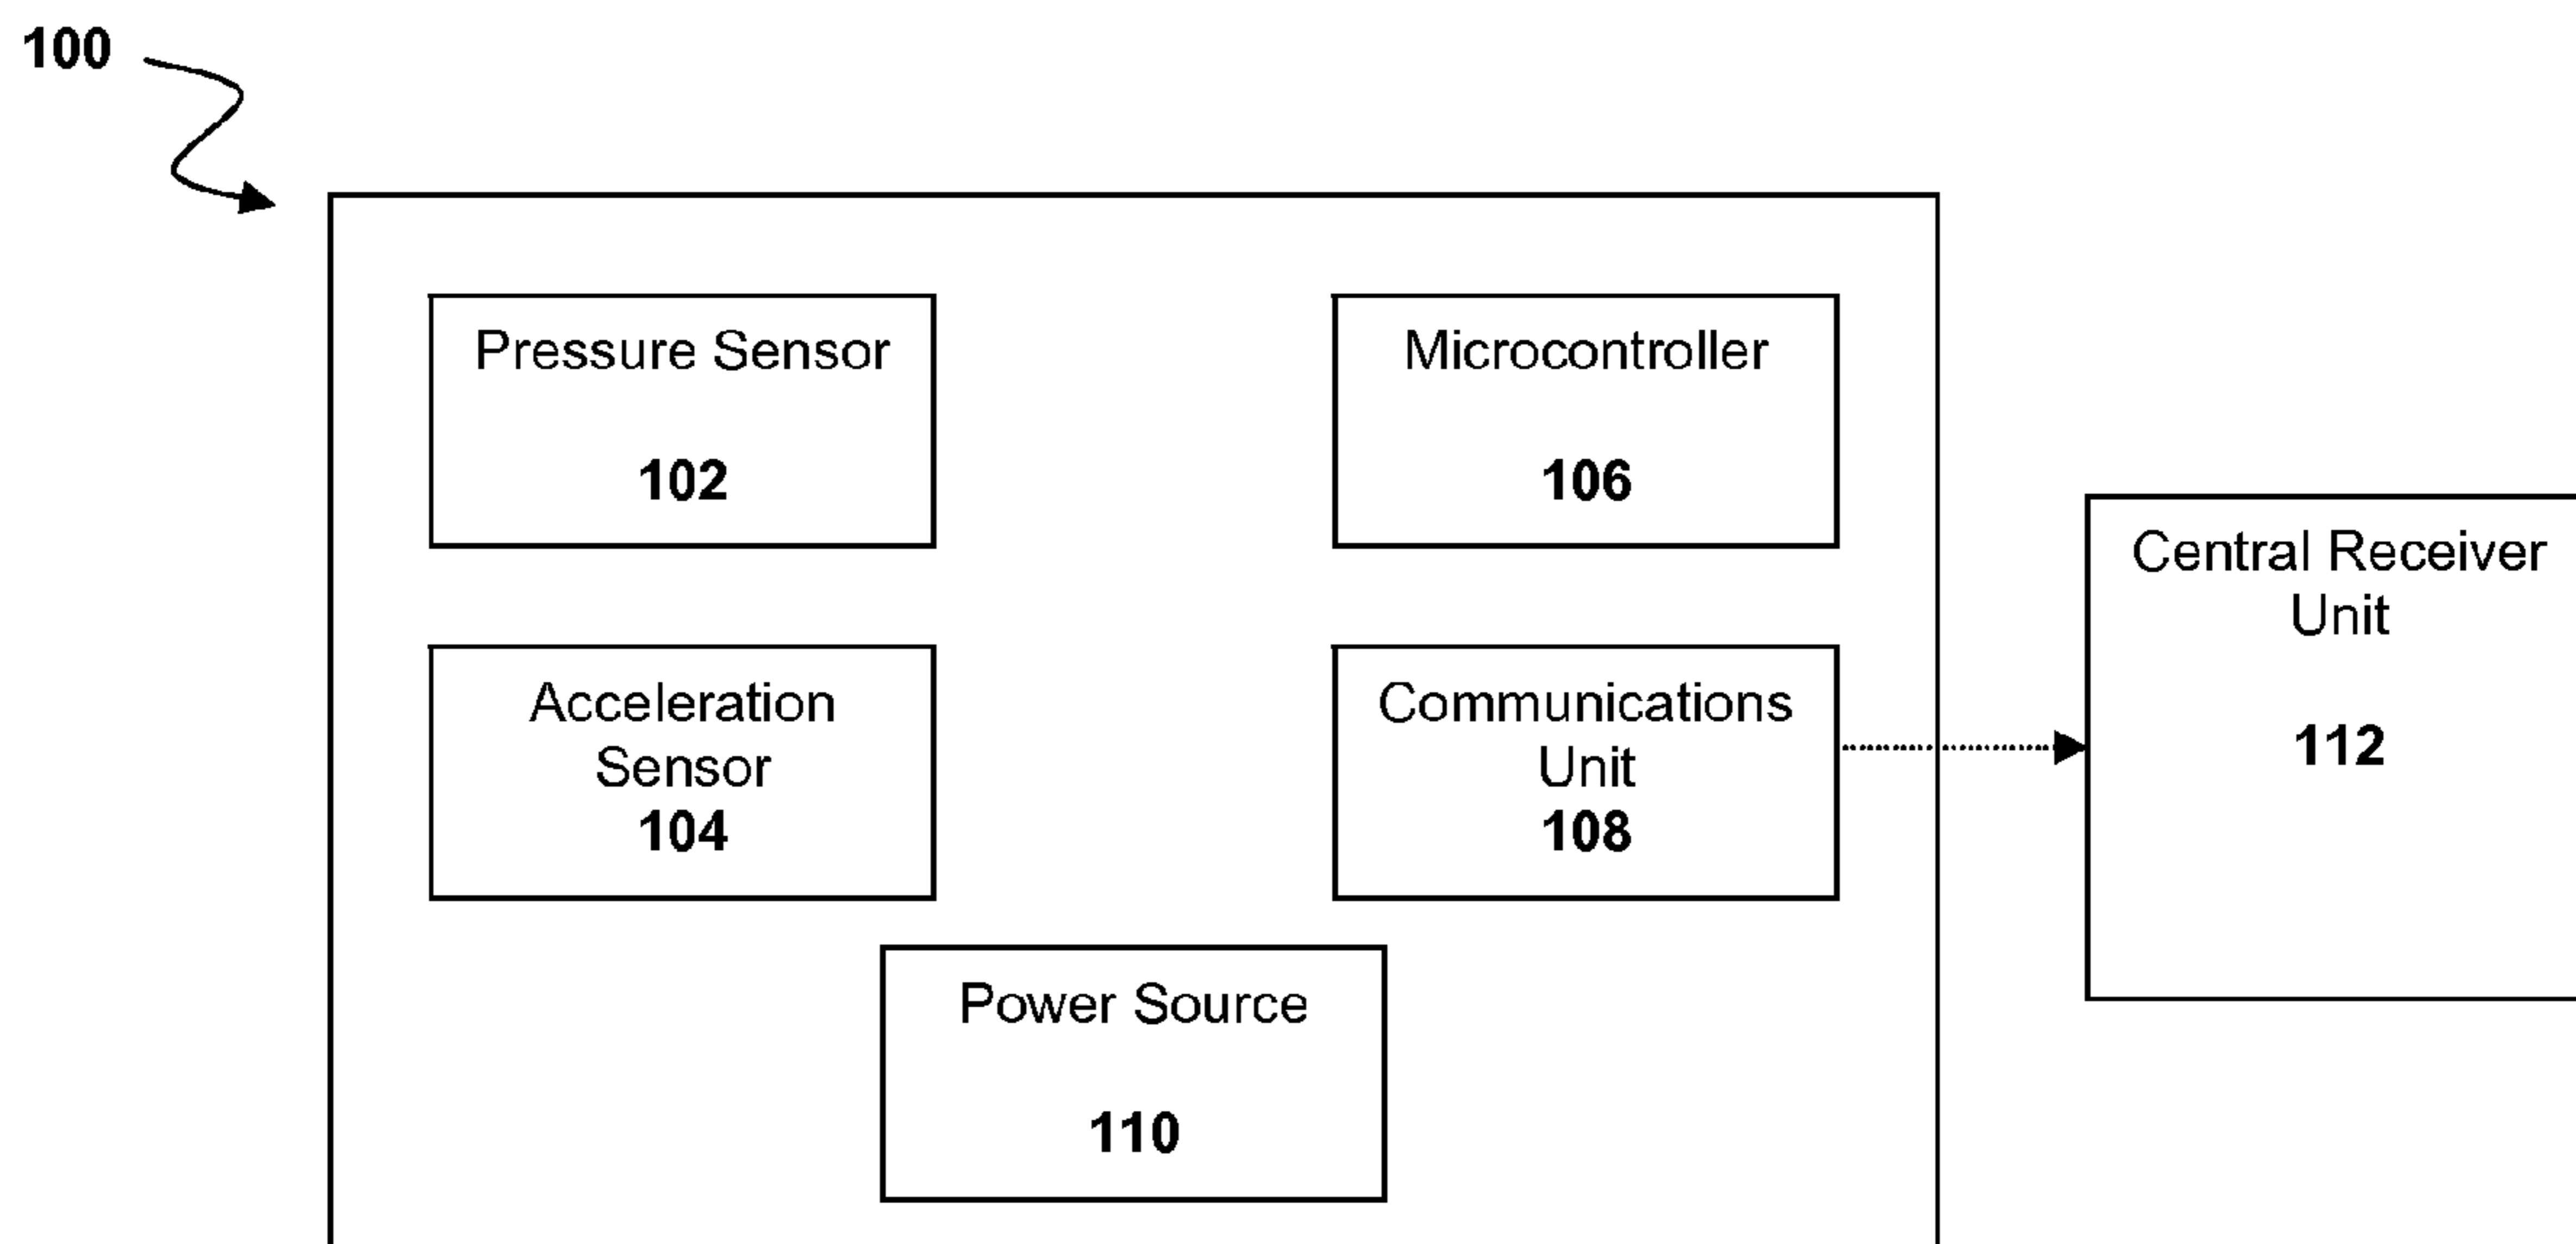 100
Pressure Sensor
102
Microcontroller
106
Acceleration
Sensor
104
Communications
Unit
108
Central Receiver
Unit
112
Power Source
110